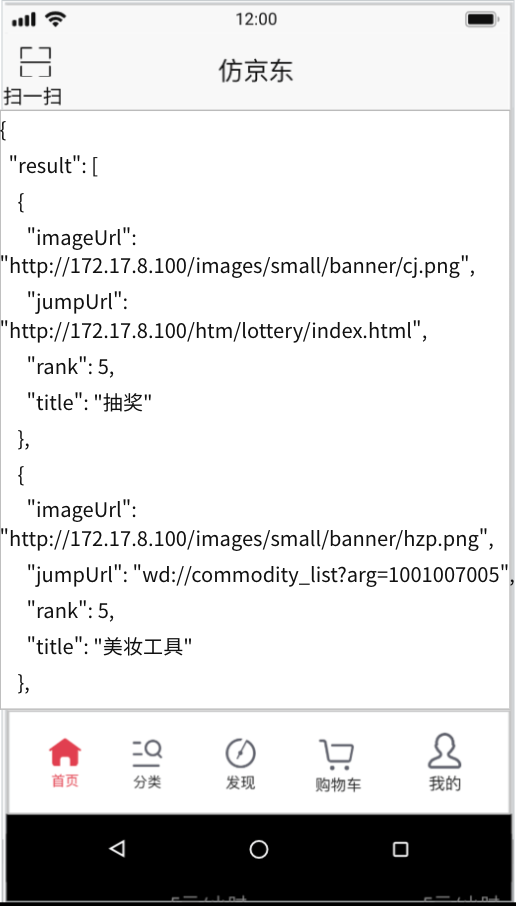 12:00
仿京东
扫一扫
{
"result": [
{
"imageUrl":
"http://172.17.8.100/images/small/banner/cj.png",
"jumpUrl":
"http://172.17.8.100/htm/lottery/index.html",
"rank": 5,
"title": "抽奖"
},
{
"imageUrl":
"http://172.17.8.100/images/small/banner/hzp.png",
"jumpUrl": "wd://commodity_list?arg=1001007005",
"rank": 5,
"title": "美妆工具"
},
首页 分类 发现 购物车 我的